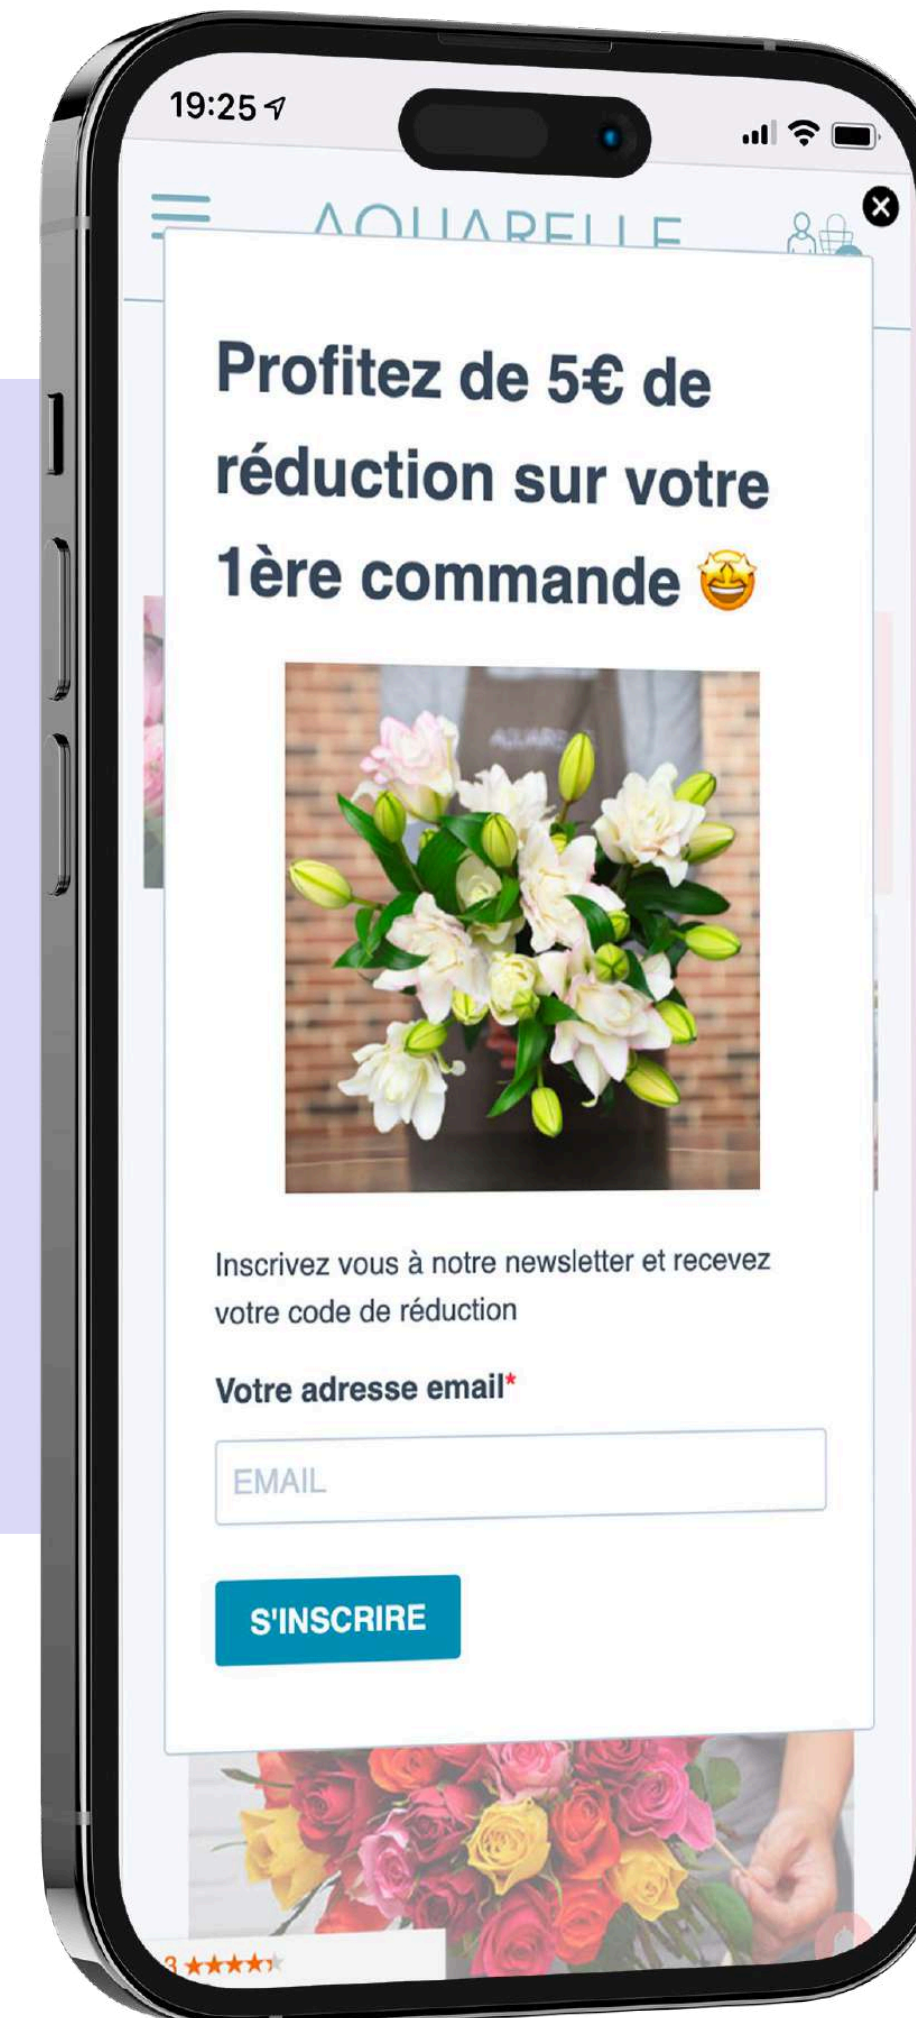 19:25
AQUARELLE
Profitez de 5€ de
réduction sur votre
1ère commande 🤩
Inscrivez vous à notre newsletter et recevez
votre code de réduction
Votre adresse email*
EMAIL
S'INSCRIRE
3 ★★★★